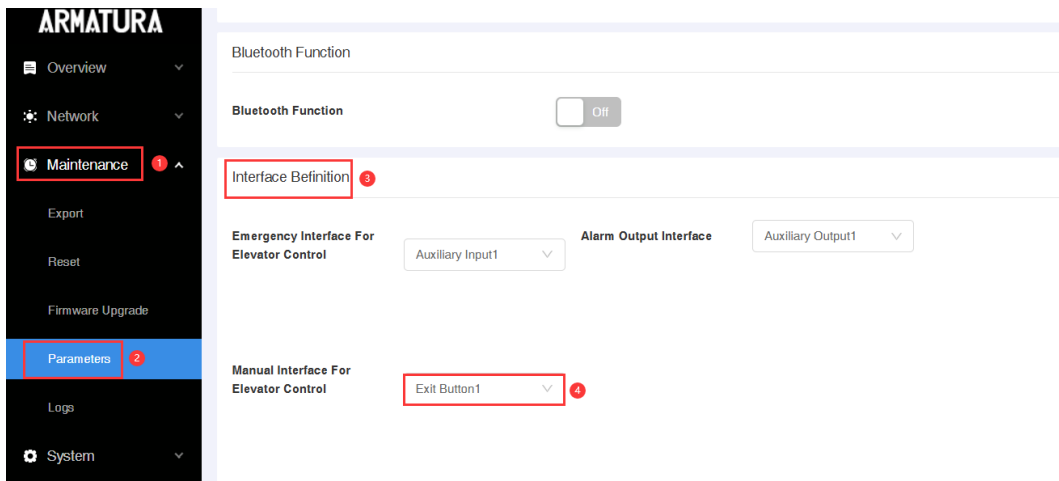 ARMATURA
Overview
Network
Maintenance 1
Export
Reset
Firmware Upgrade
Parameters 2
Logs
System
Bluetooth Function
Bluetooth Function Off
Interface Befinition 3
Emergency Interface For
Elevator Control
Auxiliary Input1
Alarm Output Interface
Auxiliary Output1
Manual Interface For
Elevator Control
Exit Button1 4